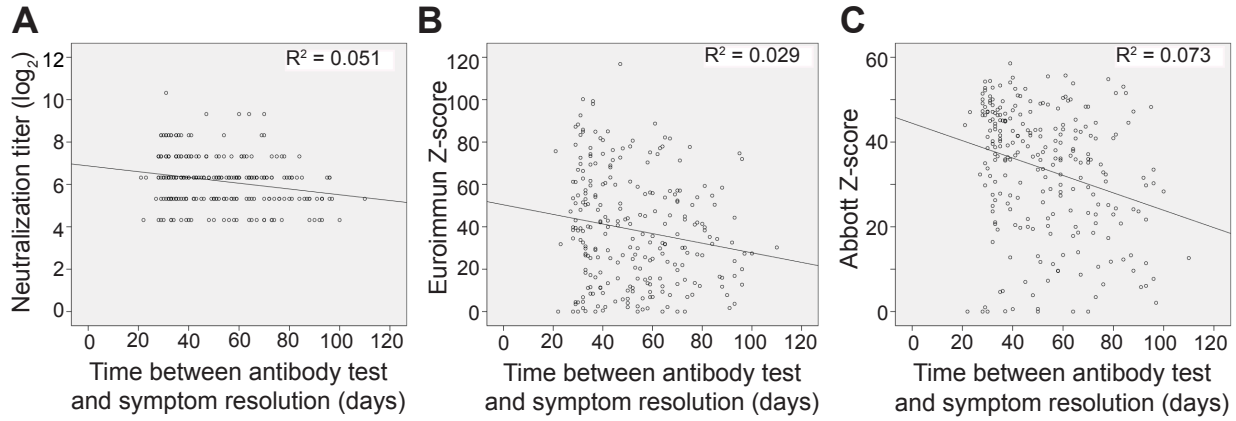 A
Neutralization titer (log₂)
12
10
8
6
4
2
0
R² = 0.051
0 20 40 60 80 100 120
Time between antibody test
and symptom resolution (days)
B
Euroimmun Z-score
120
100
80
60
40
20
0
R² = 0.029
0 20 40 60 80 100 120
Time between antibody test
and symptom resolution (days)
C
Abbott Z-score
60
40
20
0
R² = 0.073
0 20 40 60 80 100 120
Time between antibody test
and symptom resolution (days)